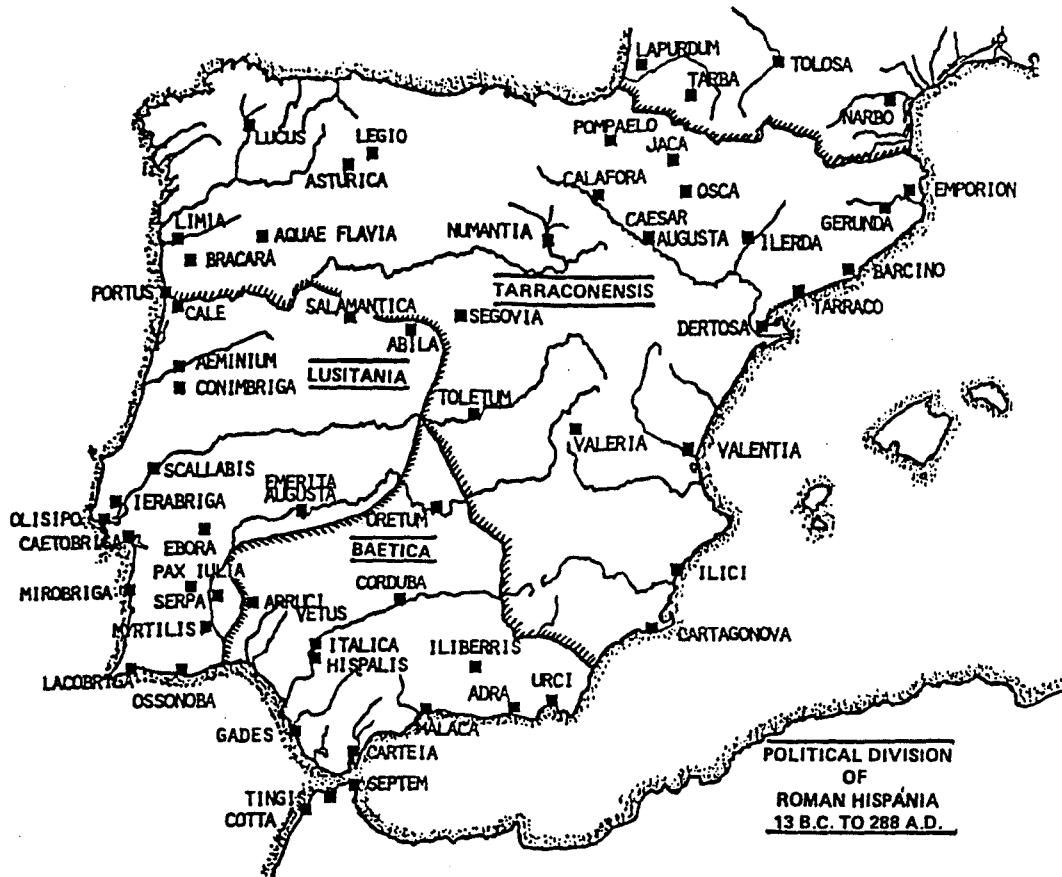 LAPURDUM
TARBA
TOLOSA
NARBO
POMPAELO
JACA
LUCUS
LEGIO
ASTURICA
CALAFORA
OSCA
EMPORION
GERUNDA
LIMIA
AQUAE FLAVIA
BRACARA
NUMANTIA
CAESAR
AUGUSTA
ILERDA
BARCINO
PORTUS
CALE
SALAMANTICA
TARRACONENSIS
SEGOVIA
TARRACO
DERTOSA
ABILA
AEMINIUM
CONIMBRIGA
LUSITANIA
TOLETUM
VALERIA
VALENTIA
SCALLABIS
EMERITA
AUGUSTA
IERABRIGA
OLISIPO
CAETOBRIGA
EBORA
ORETUM
BAETICA
PAX IULIA
MIROBRIGA
SERPA
ARRUCI
VETUS
CORDUBA
ILICI
MYRTILIS
ITALICA
HISPALIS
ILIBERRIS
CARTAGONOVA
LACOBRIGA
OSSONOBA
ADRA
URCI
MALACA
GADES
CARTEIA
SEPTEM
TINGI
COTTA
POLITICAL DIVISION
OF
ROMAN HISPÁNIA
13 B.C. TO 288 A.D.